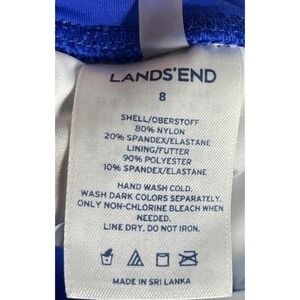 LANDS'END
8
SHELL/OBERSTOFF
80% NYLON
20% SPANDEX/ELASTANE
LINING/FUTTER
90% POLYESTER
10% SPANDEX/ELASTANE
HAND WASH COLD.
WASH DARK COLORS SEPARATELY.
ONLY NON-CHLORINE BLEACH WHEN
NEEDED.
LINE DRY. DO NOT IRON.
MADE IN SRI LANKA